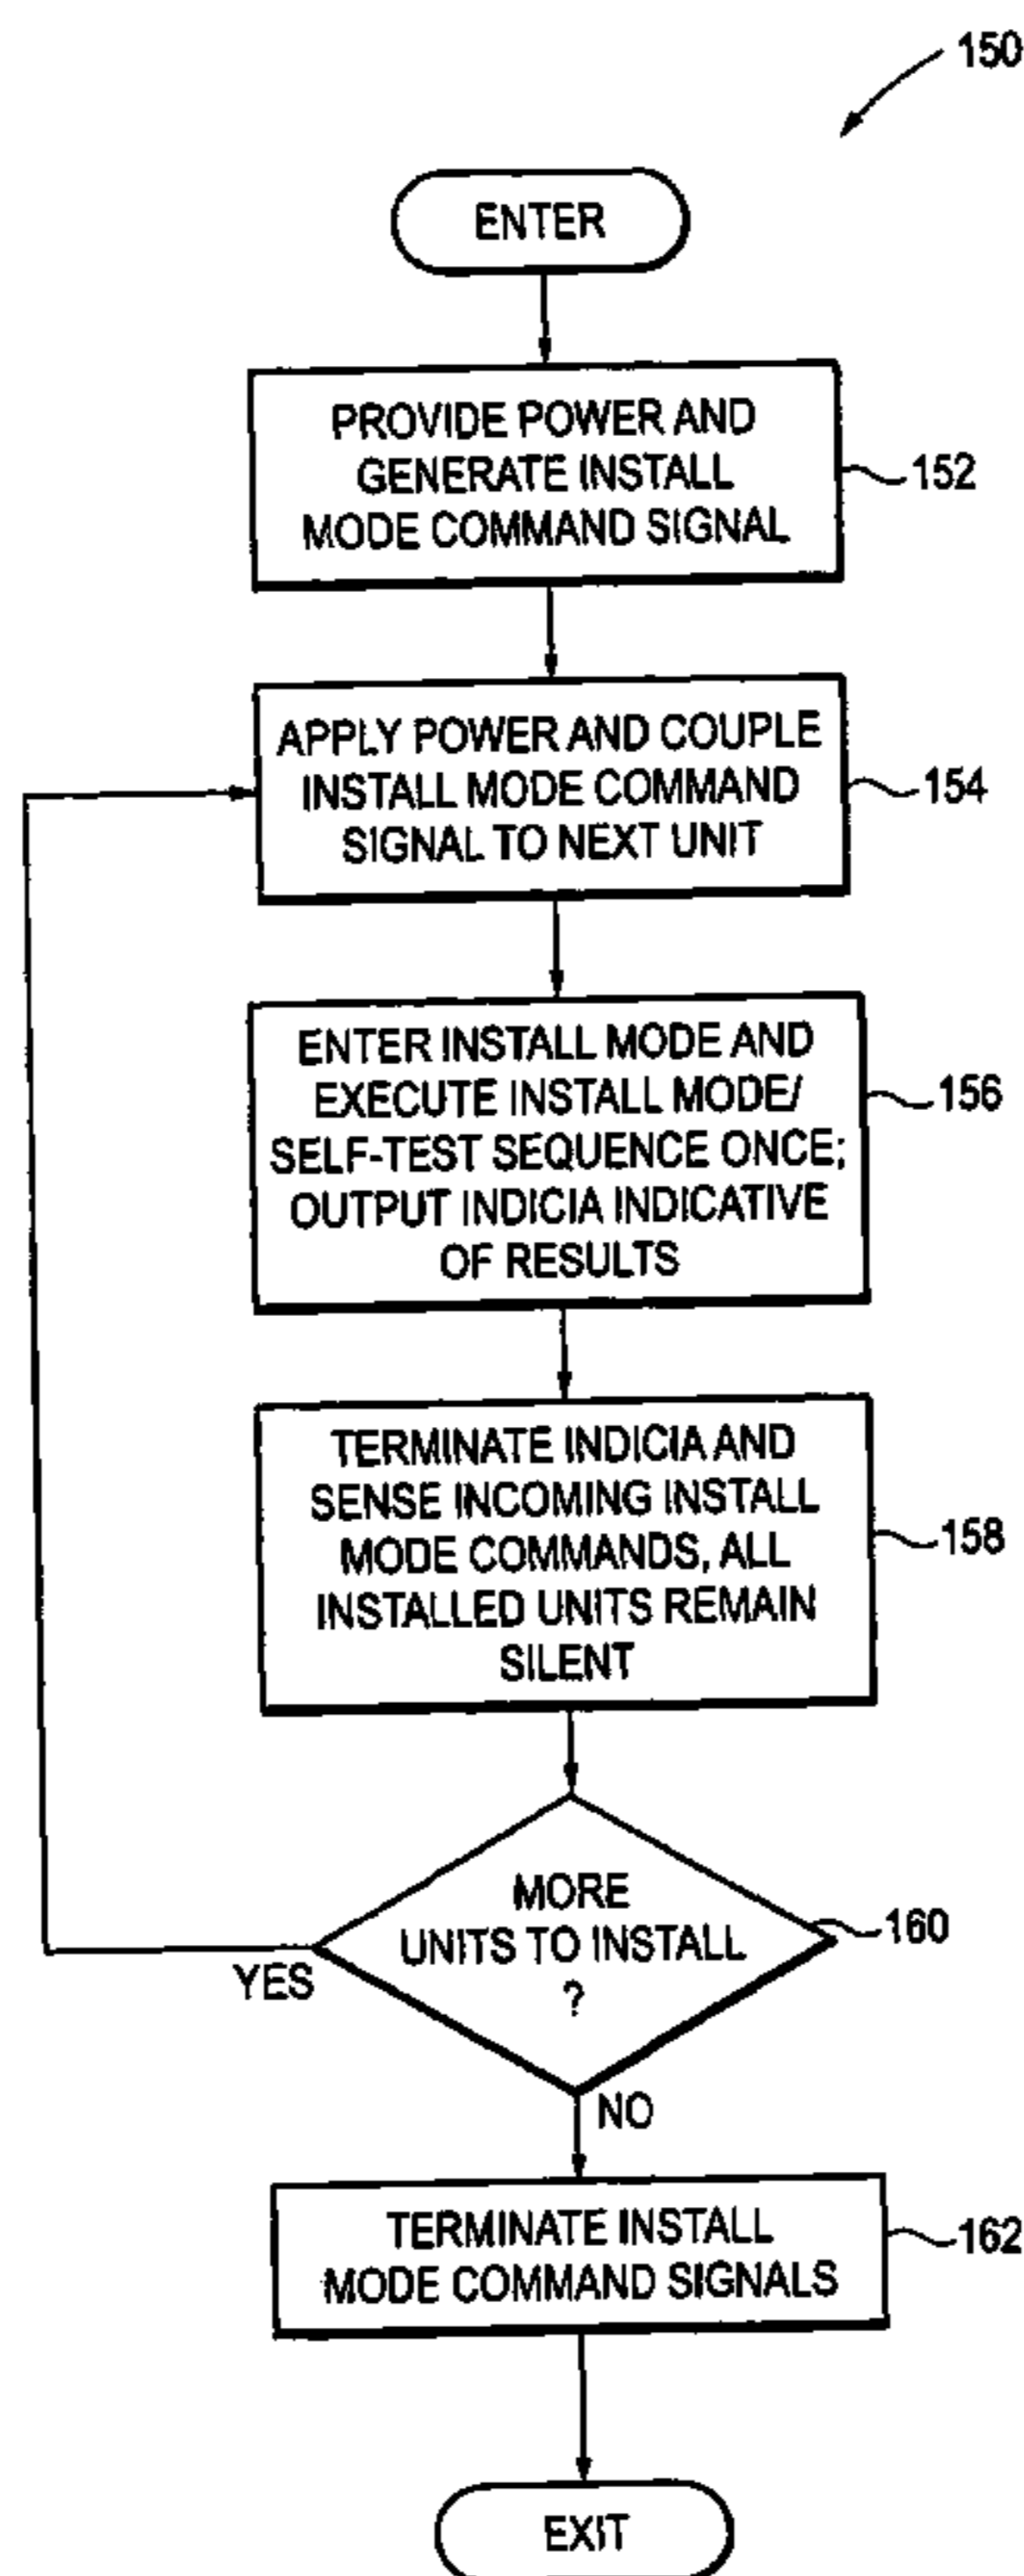 150
ENTER
PROVIDE POWER AND
GENERATE INSTALL
MODE COMMAND SIGNAL
152
APPLY POWER AND COUPLE
INSTALL MODE COMMAND
SIGNAL TO NEXT UNIT
154
ENTER INSTALL MODE AND
EXECUTE INSTALL MODE/
SELF-TEST SEQUENCE ONCE;
OUTPUT INDICIA INDICATIVE
OF RESULTS
156
TERMINATE INDICIA AND
SENSE INCOMING INSTALL
MODE COMMANDS, ALL
INSTALLED UNITS REMAIN
SILENT
158
MORE
UNITS TO INSTALL
?
160
YES
NO
TERMINATE INSTALL
MODE COMMAND SIGNALS
162
EXIT